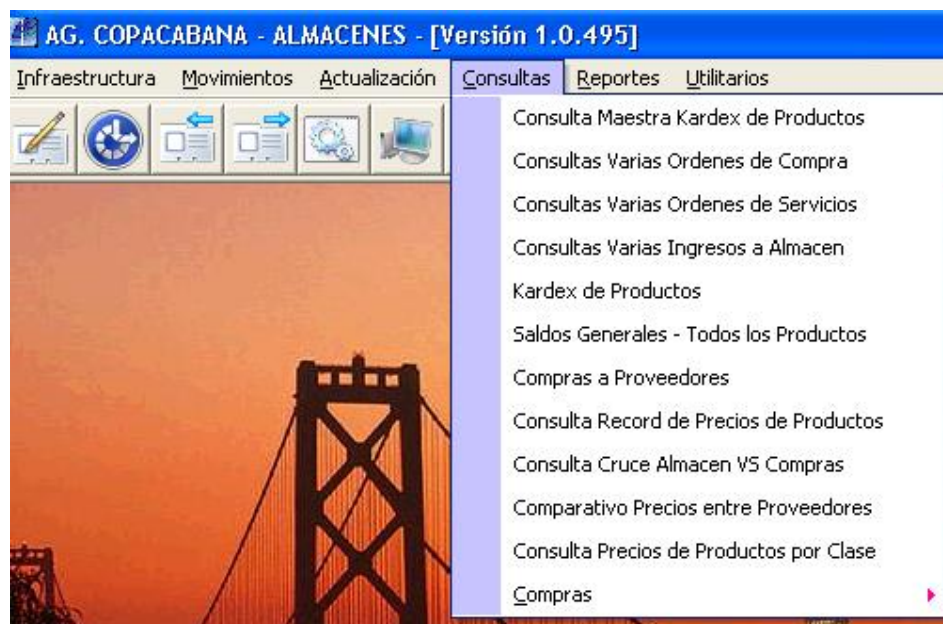 AG. COPACABANA - ALMACENES - [Versión 1.0.495]
Infraestructura Movimientos Actualización Consultas Reportes Utilitarios
Consulta Maestra Kardex de Productos
Consultas Varias Ordenes de Compra
Consultas Varias Ordenes de Servicios
Consultas Varias Ingresos a Almacen
Kardex de Productos
Saldos Generales - Todos los Productos
Compras a Proveedores
Consulta Record de Precios de Productos
Consulta Cruce Almacen VS Compras
Comparativo Precios entre Proveedores
Consulta Precios de Productos por Clase
Compras